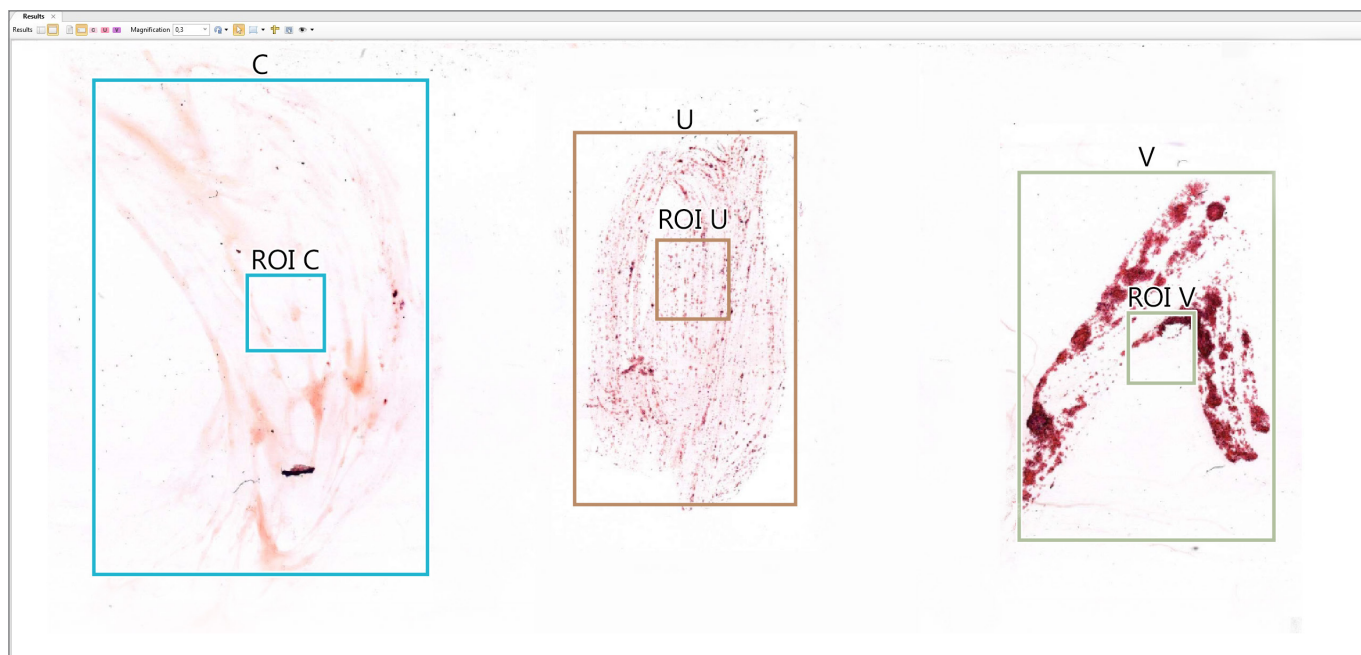 Results
Results C U V Magnification 0,3
C
U
V
ROI U
ROI C
ROI V